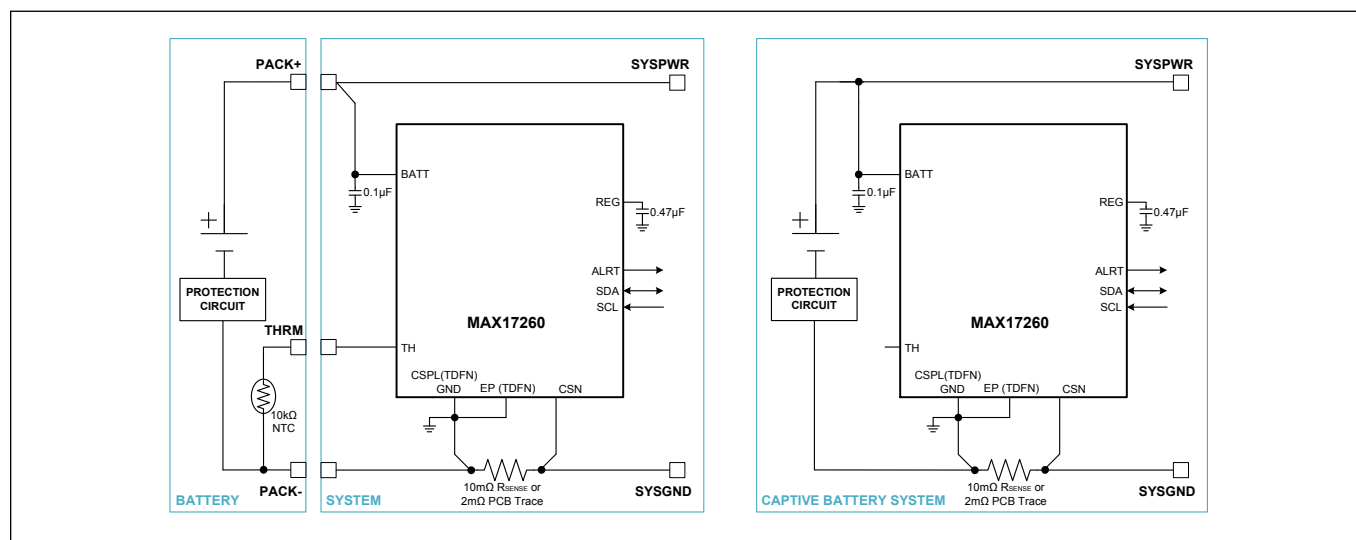 PACK+
SYSPWR
BATT
0.1µF
REG
0.47µF
+
PROTECTION
CIRCUIT
ALRT
SDA
SCL
MAX17260
THRM
TH
CSPL(TDFN)
GND
EP (TDFN)
CSN
10kΩ
NTC
PACK-
10mΩ RSENSE or
2mΩ PCB Trace
SYSGND
BATTERY
SYSTEM
SYSPWR
BATT
0.1µF
REG
0.47µF
+
PROTECTION
CIRCUIT
ALRT
SDA
SCL
MAX17260
TH
CSPL(TDFN)
GND
EP (TDFN)
CSN
10mΩ RSENSE or
2mΩ PCB Trace
SYSGND
CAPTIVE BATTERY SYSTEM